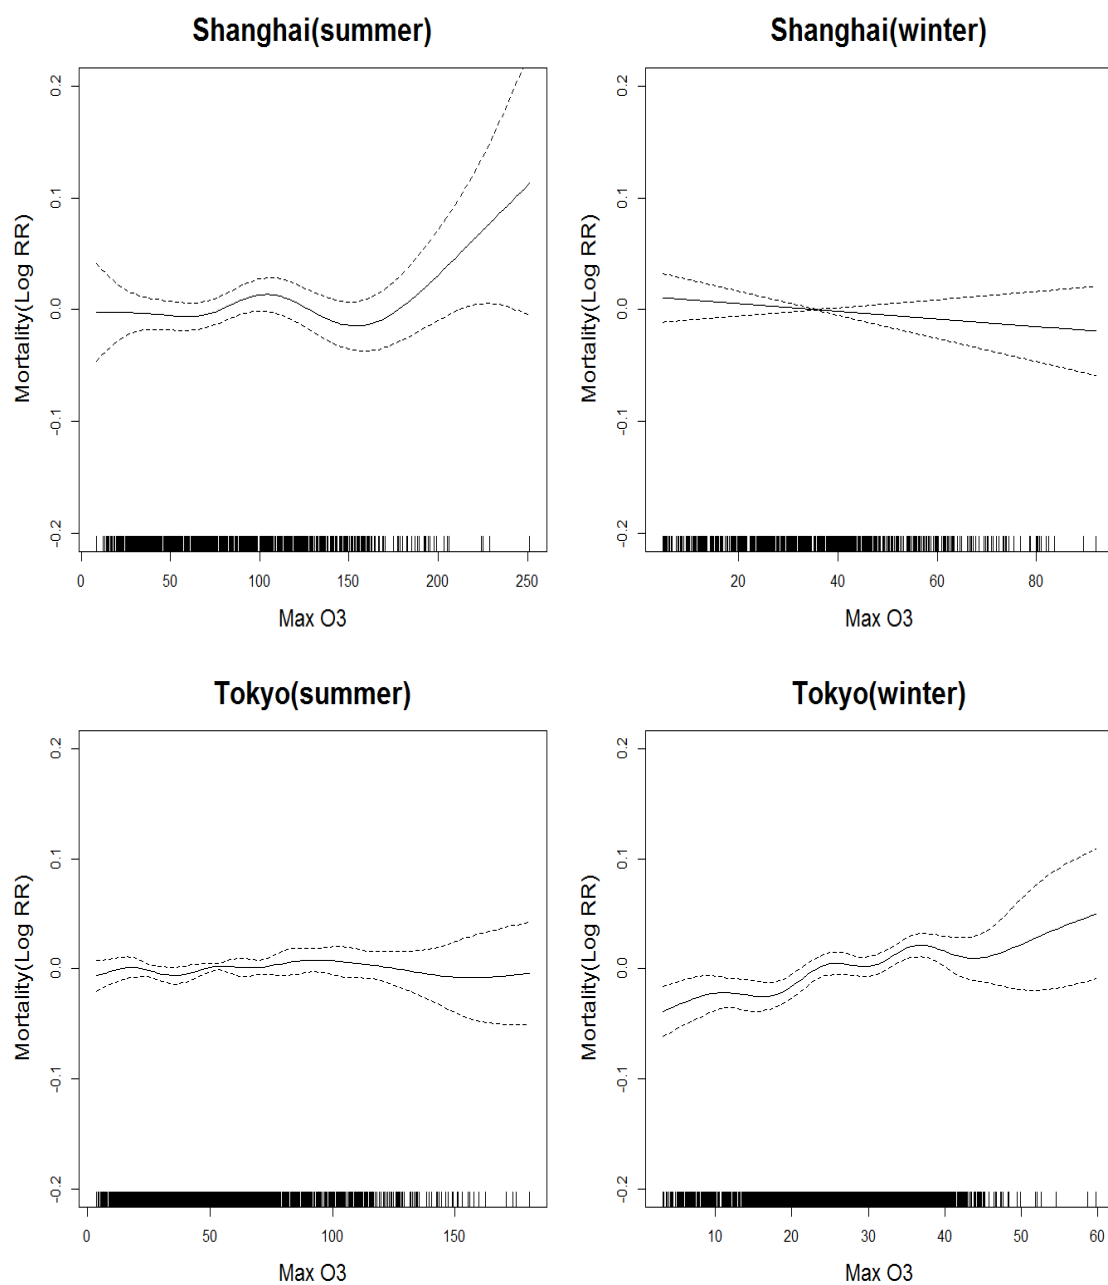 Shanghai(summer)
Mortality(Log RR)
0.2
0.1
0.0
-0.1
-0.2
0 50 100 150 200 250
Max O3
Shanghai(winter)
Mortality(Log RR)
0.2
0.1
0.0
-0.1
-0.2
20 40 60 80
Max O3
Tokyo(summer)
Mortality(Log RR)
0.2
0.1
0.0
-0.1
-0.2
0 50 100 150
Max O3
Tokyo(winter)
Mortality(Log RR)
0.2
0.1
0.0
-0.1
-0.2
10 20 30 40 50 60
Max O3